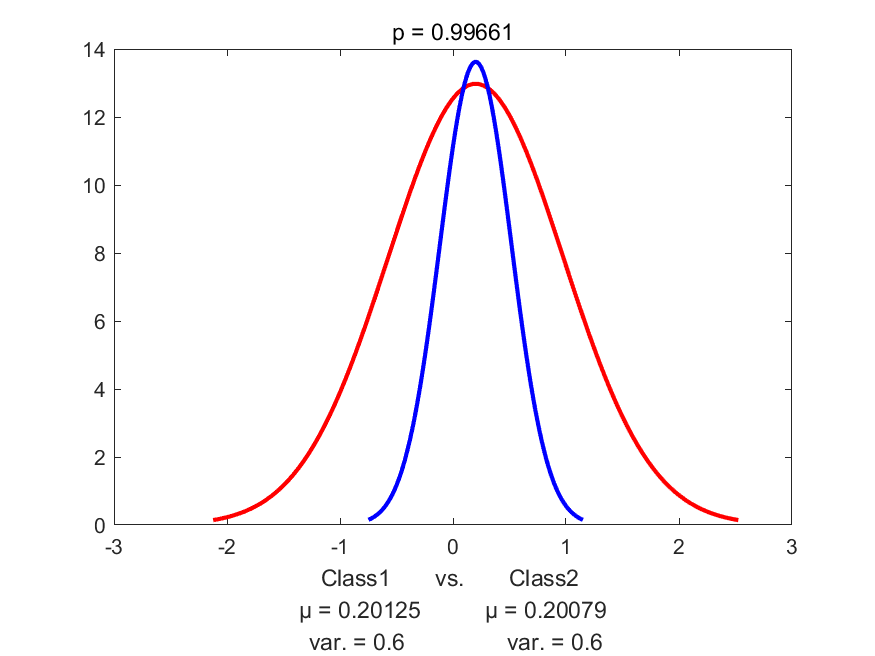 p = 0.99661
14
12
10
8
6
4
2
0
-3 -2 -1 0 1 2 3
Class1 vs. Class2
μ = 0.20125 μ = 0.20079
var. = 0.6 var. = 0.6